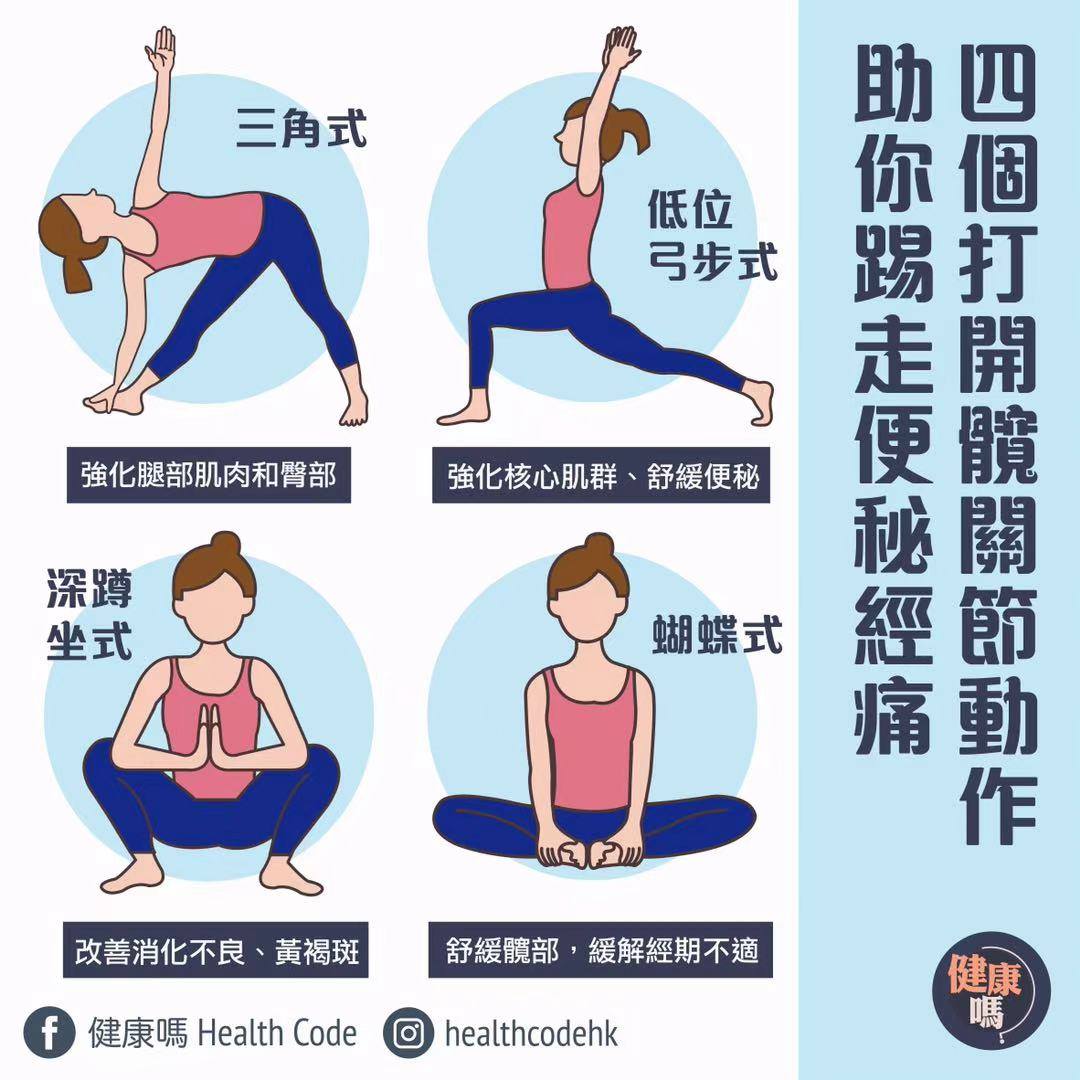 四個打開髖關節動作
助你踢走便秘經痛
三角式
強化腿部肌肉和臀部
低位
弓步式
強化核心肌群、舒緩便秘
深蹲
坐式
改善消化不良、黃褐斑
蝴蝶式
舒緩髖部，緩解經期不適
健康嗎 Health Code
healthcodehk
健康
嗎